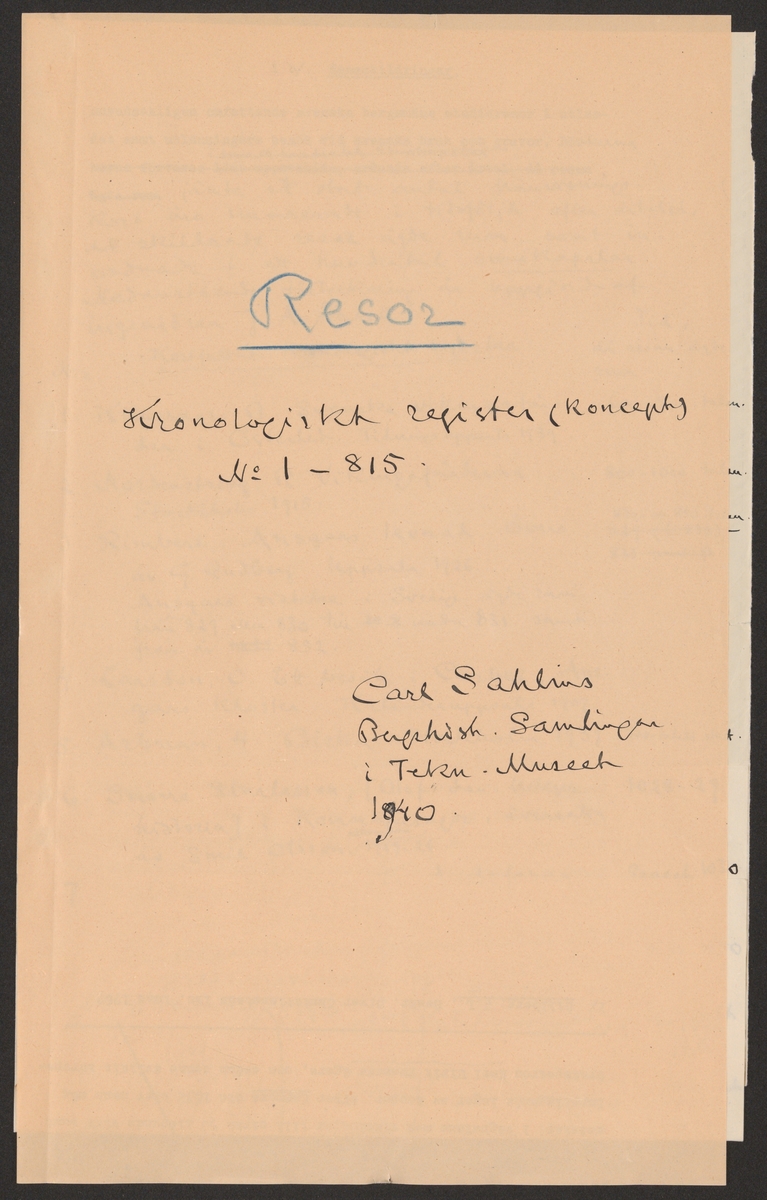 Resor
Kronologiskt register (koncept)
No 1 - 815.
Carl Sahlins
Bergshist. Samlingar
i Tekn. Museet
1940.